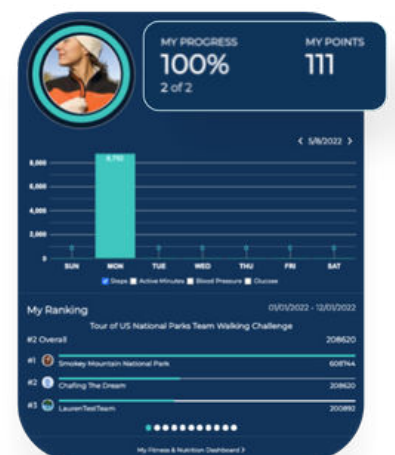 MY PROGRESS
100%
2 of 2
MY POINTS
111
< 5/8/2022 >
8,000
6,000
4,000
2,000
0
SUN MON TUE WED THU FRI SAT
Steps Active Minutes Blood Pressure Glucose
My Ranking 01/01/2022 - 12/01/2022
Tour of US National Parks Team Walking Challenge
#2 Overall 208620
#1 Smokey Mountain National Park 608744
#2 Chafing The Dream 208620
#3 LaurenTestTeam 200892
My Fitness & Nutrition Dashboard >